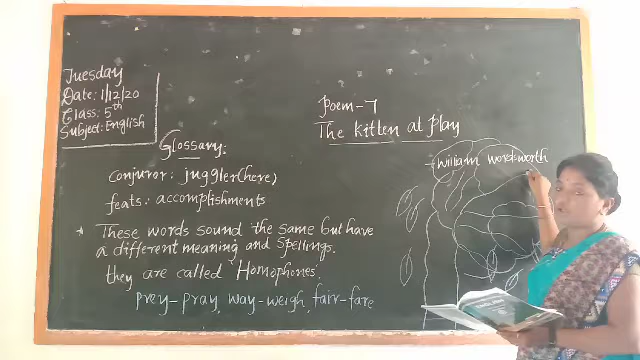 Tuesday
Date: 1/12/20
Class: 5th
Subject: English
Poem-7
The kitten at Play
- william wordsworth
Glossary:
conjuror: juggler(here)
feats: accomplishments
* These words sound the same but have
a different meaning and spellings.
they are called 'Homophones'.
prey-pray, way-weigh, fair-fare